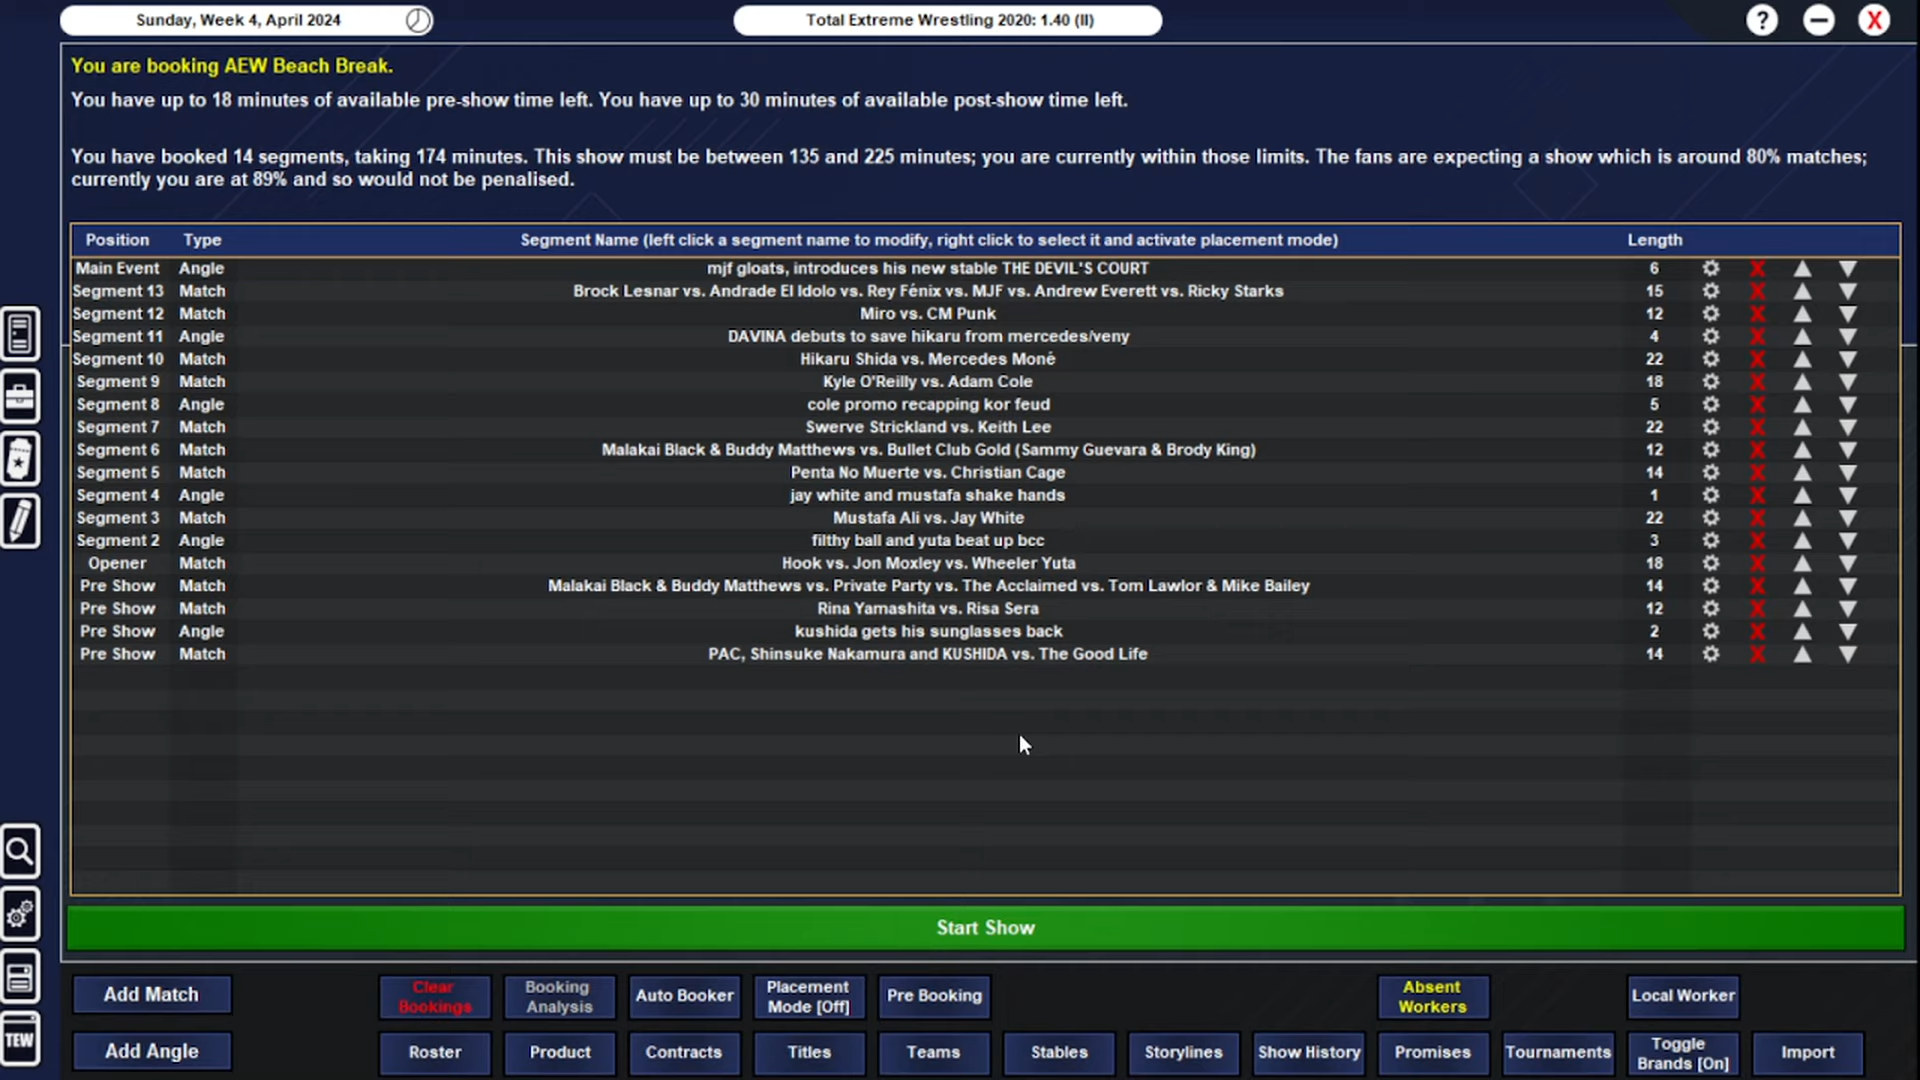 Sunday, Week 4, April 2024
Total Extreme Wrestling 2020: 1.40 (II)
?
X
You are booking AEW Beach Break.
You have up to 18 minutes of available pre-show time left. You have up to 30 minutes of available post-show time left.
You have booked 14 segments, taking 174 minutes. This show must be between 135 and 225 minutes; you are currently within those limits. The fans are expecting a show which is around 80% matches;
currently you are at 89% and so would not be penalised.
Position Type Segment Name (left click a segment name to modify, right click to select it and activate placement mode) Length
Main Event Angle mjf gloats, introduces his new stable THE DEVIL'S COURT 6 X
Segment 13 Match Brock Lesnar vs. Andrade El Idolo vs. Rey Fénix vs. MJF vs. Andrew Everett vs. Ricky Starks 15 X
Segment 12 Match Miro vs. CM Punk 12 X
Segment 11 Angle DAVINA debuts to save hikaru from mercedes/veny 4 X
Segment 10 Match Hikaru Shida vs. Mercedes Moné 22 X
Segment 9 Match Kyle O'Reilly vs. Adam Cole 18 X
Segment 8 Angle cole promo recapping kor feud 5 X
Segment 7 Match Swerve Strickland vs. Keith Lee 22 X
Segment 6 Match Malakai Black & Buddy Matthews vs. Bullet Club Gold (Sammy Guevara & Brody King) 12 X
Segment 5 Match Penta No Muerte vs. Christian Cage 14 X
Segment 4 Angle jay white and mustafa shake hands 1 X
Segment 3 Match Mustafa Ali vs. Jay White 22 X
Segment 2 Angle filthy ball and yuta beat up bcc 3 X
Opener Match Hook vs. Jon Moxley vs. Wheeler Yuta 18 X
Pre Show Match Malakai Black & Buddy Matthews vs. Private Party vs. The Acclaimed vs. Tom Lawlor & Mike Bailey 14 X
Pre Show Match Rina Yamashita vs. Risa Sera 12 X
Pre Show Angle kushida gets his sunglasses back 2 X
Pre Show Match PAC, Shinsuke Nakamura and KUSHIDA vs. The Good Life 14 X
Start Show
Add Match
Clear
Bookings
Booking
Analysis
Auto Booker
Placement
Mode [Off]
Pre Booking
Absent
Workers
Local Worker
TEW
Add Angle
Roster
Product
Contracts
Titles
Teams
Stables
Storylines
Show History
Promises
Tournaments
Toggle
Brands [On]
Import